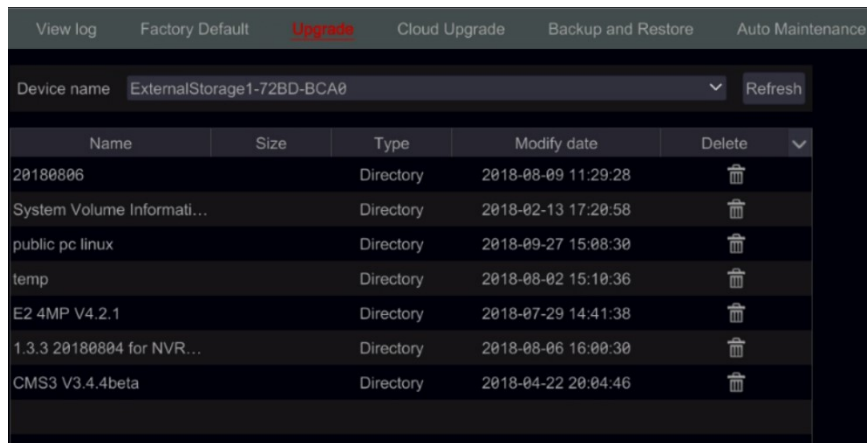 View log Factory Default Upgrade Cloud Upgrade Backup and Restore Auto Maintenance
Device name ExternalStorage1-72BD-BCA0 Refresh
Name Size Type Modify date Delete
20180806 Directory 2018-08-09 11:29:28
System Volume Informati... Directory 2018-02-13 17:20:58
public pc linux Directory 2018-09-27 15:08:30
temp Directory 2018-08-02 15:10:36
E2 4MP V4.2.1 Directory 2018-07-29 14:41:38
1.3.3 20180804 for NVR... Directory 2018-08-06 16:00:30
CMS3 V3.4.4beta Directory 2018-04-22 20:04:46